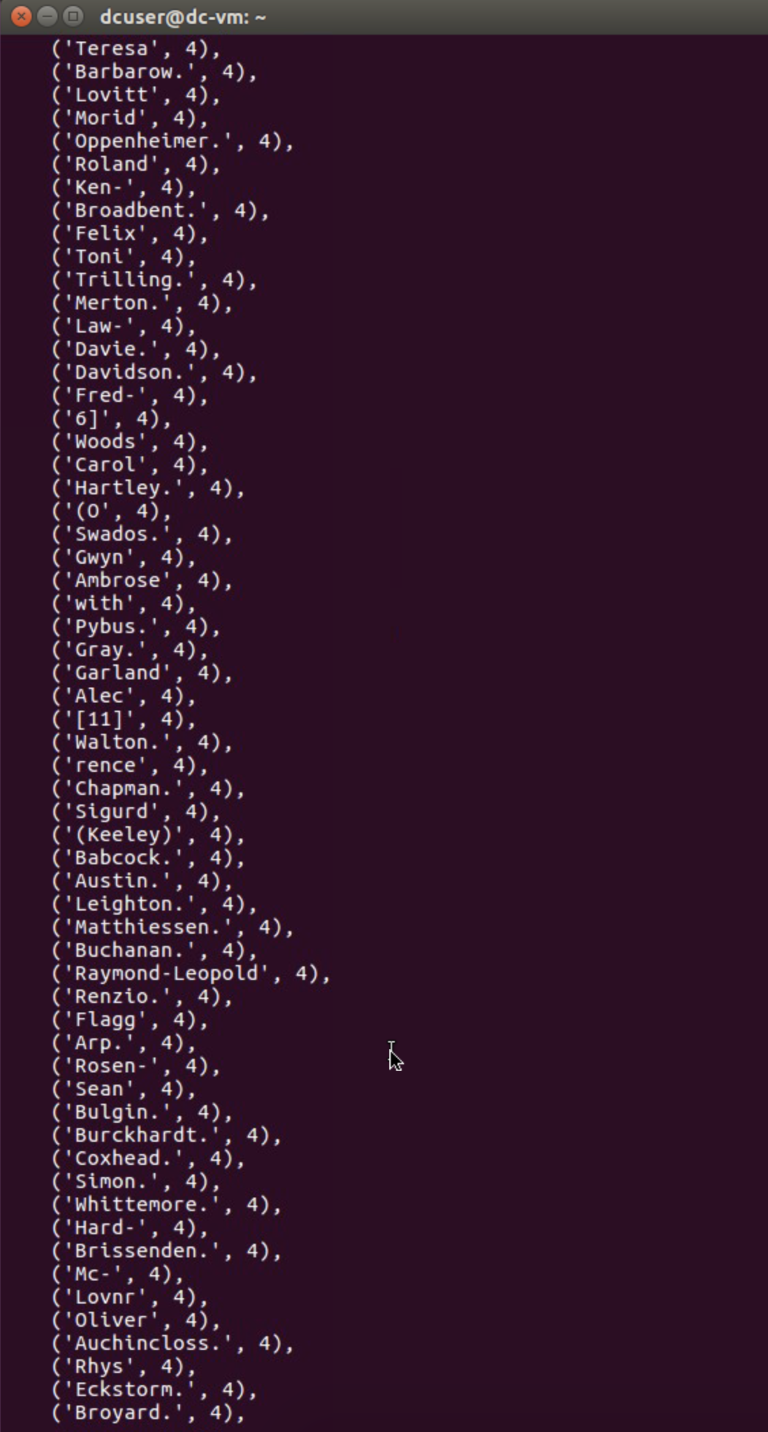 dcuser@dc-vm: ~
('Teresa', 4),
('Barbarow.', 4),
('Lovitt', 4),
('Morid', 4),
('Oppenheimer.', 4),
('Roland', 4),
('Ken-', 4),
('Broadbent.', 4),
('Felix', 4),
('Toni', 4),
('Trilling.', 4),
('Merton.', 4),
('Law-', 4),
('Davie.', 4),
('Davidson.', 4),
('Fred-', 4),
('6]', 4),
('Woods', 4),
('Carol', 4),
('Hartley.', 4),
('(O', 4),
('Swados.', 4),
('Gwyn', 4),
('Ambrose', 4),
('with', 4),
('Pybus.', 4),
('Gray.', 4),
('Garland', 4),
('Alec', 4),
('[11]', 4),
('Walton.', 4),
('rence', 4),
('Chapman.', 4),
('Sigurd', 4),
('(Keeley)', 4),
('Babcock.', 4),
('Austin.', 4),
('Leighton.', 4),
('Matthiessen.', 4),
('Buchanan.', 4),
('Raymond-Leopold', 4),
('Renzio.', 4),
('Flagg', 4),
('Arp.', 4),
('Rosen-', 4),
('Sean', 4),
('Bulgin.', 4),
('Burckhardt.', 4),
('Coxhead.', 4),
('Simon.', 4),
('Whittemore.', 4),
('Hard-', 4),
('Brissenden.', 4),
('Mc-', 4),
('Lovnr', 4),
('Oliver', 4),
('Auchincloss.', 4),
('Rhys', 4),
('Eckstorm.', 4),
('Broyard.', 4),